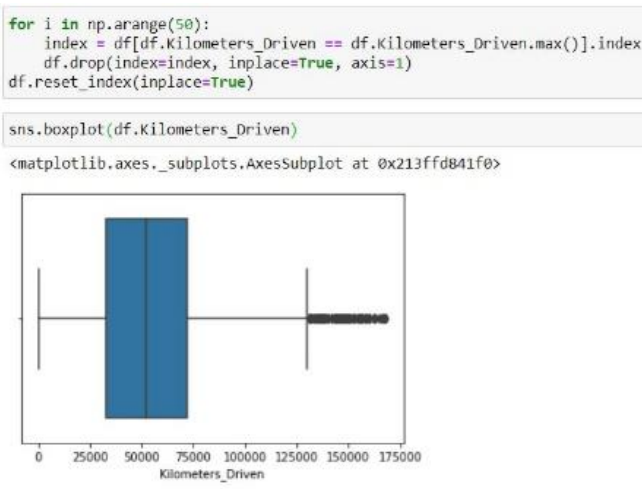 for i in np.arange(50):
    index = df[df.Kilometers_Driven == df.Kilometers_Driven.max()].index
    df.drop(index=index, inplace=True, axis=1)
df.reset_index(inplace=True)
sns.boxplot(df.Kilometers_Driven)
<matplotlib.axes._subplots.AxesSubplot at 0x213ffd841f0>
0 25000 50000 75000 100000 125000 150000 175000
Kilometers_Driven